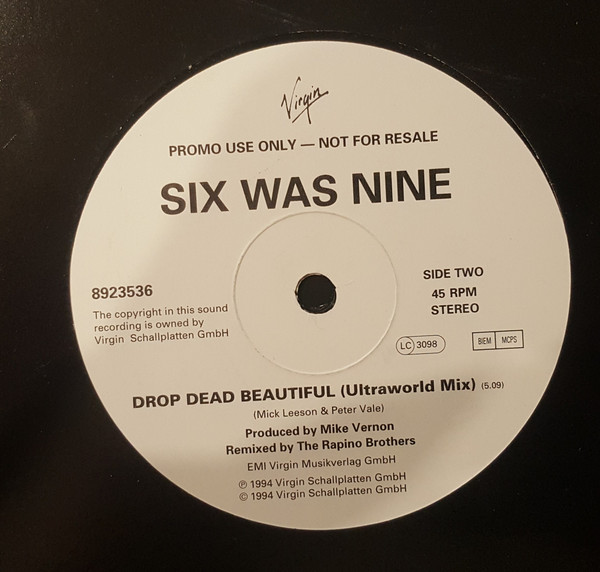 Virgin
PROMO USE ONLY — NOT FOR RESALE
SIX WAS NINE
8923536
The copyright in this sound
recording is owned by
Virgin Schallplatten GmbH
SIDE TWO
45 RPM
STEREO
LC 3098
BIEM MCPS
DROP DEAD BEAUTIFUL (Ultraworld Mix) (5.09)
(Mick Leeson & Peter Vale)
Produced by Mike Vernon
Remixed by The Rapino Brothers
EMI Virgin Musikverlag GmbH
℗ 1994 Virgin Schallplatten GmbH
© 1994 Virgin Schallplatten GmbH